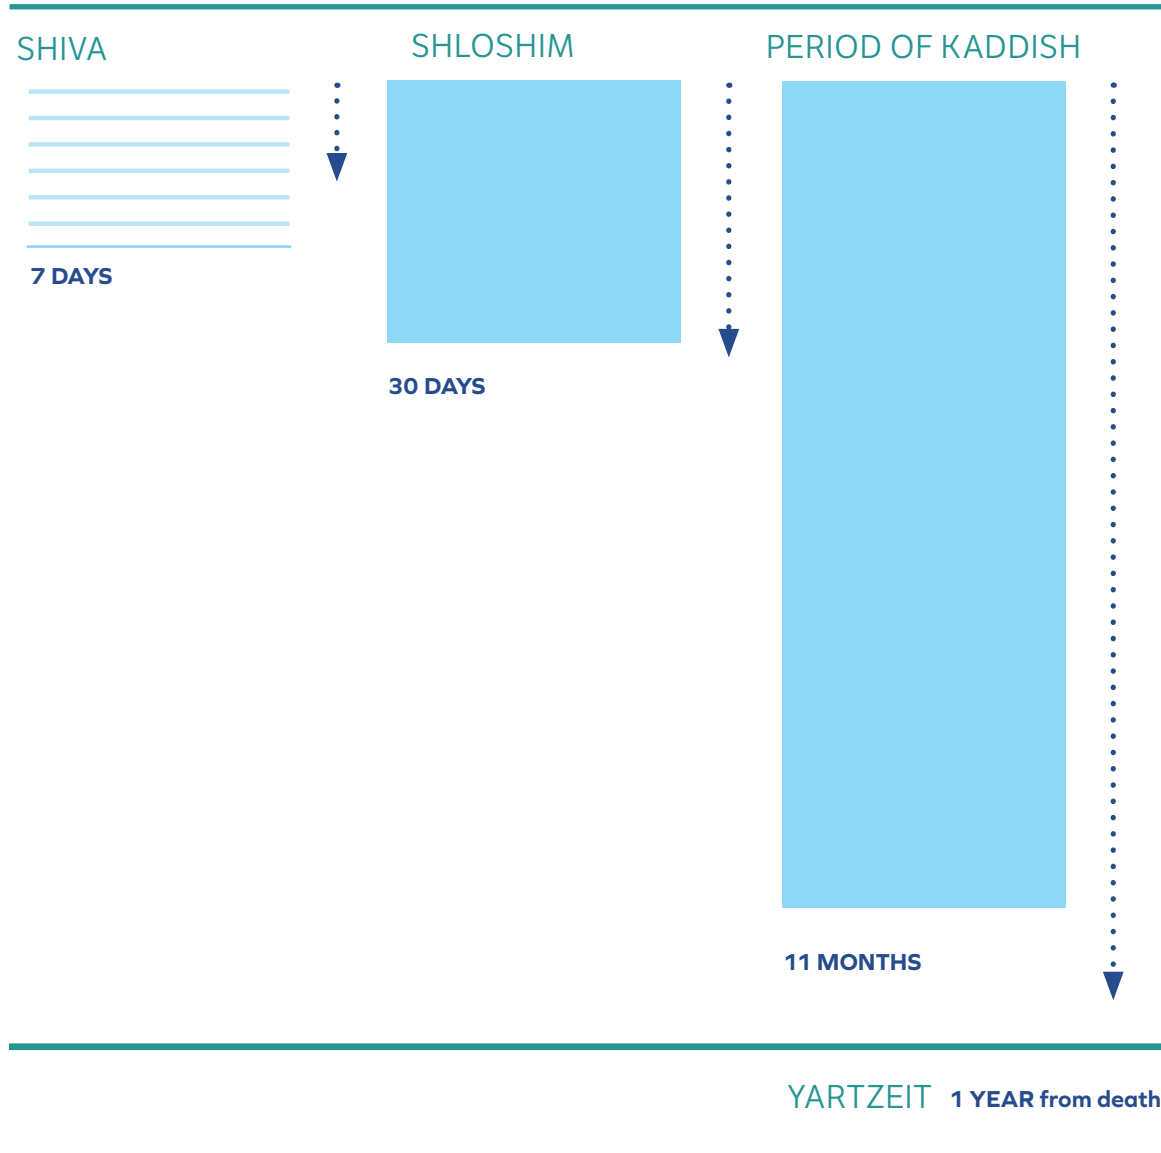 SHIVA
SHLOSHIM
PERIOD OF KADDISH
7 DAYS
30 DAYS
11 MONTHS
YARTZEIT 1 YEAR from death